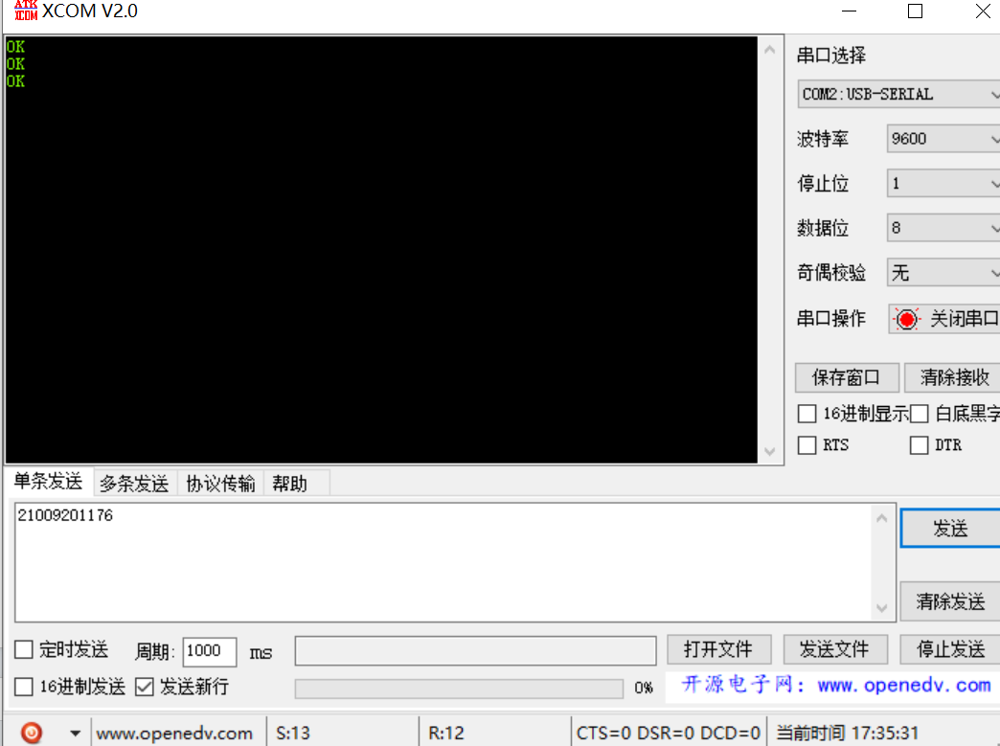 ATK XCOM XCOM V2.0
OK
OK
OK
串口选择
COM2:USB-SERIAL
波特率 9600
停止位 1
数据位 8
奇偶校验 无
串口操作 关闭串口
保存窗口 清除接收
16进制显示 白底黑字
RTS DTR
单条发送 多条发送 协议传输 帮助
21009201176
发送
清除发送
定时发送 周期: 1000 ms 打开文件 发送文件 停止发送
16进制发送 发送新行 0% 开源电子网：www.openedv.com
www.openedv.com S:13 R:12 CTS=0 DSR=0 DCD=0 当前时间 17:35:31